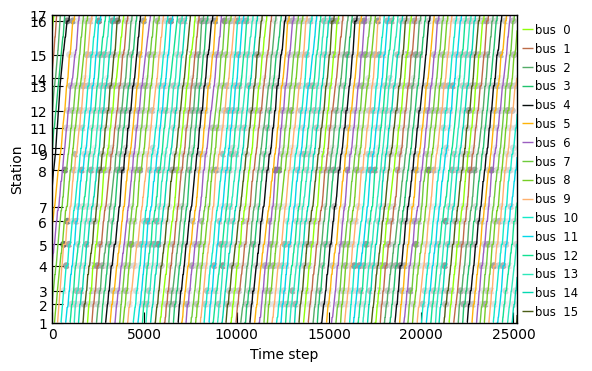 17
16
15
14
13
12
11
10
9
8
7
6
5
4
3
2
1
Station
0 5000 10000 15000 20000 25000
Time step
bus 0
bus 1
bus 2
bus 3
bus 4
bus 5
bus 6
bus 7
bus 8
bus 9
bus 10
bus 11
bus 12
bus 13
bus 14
bus 15